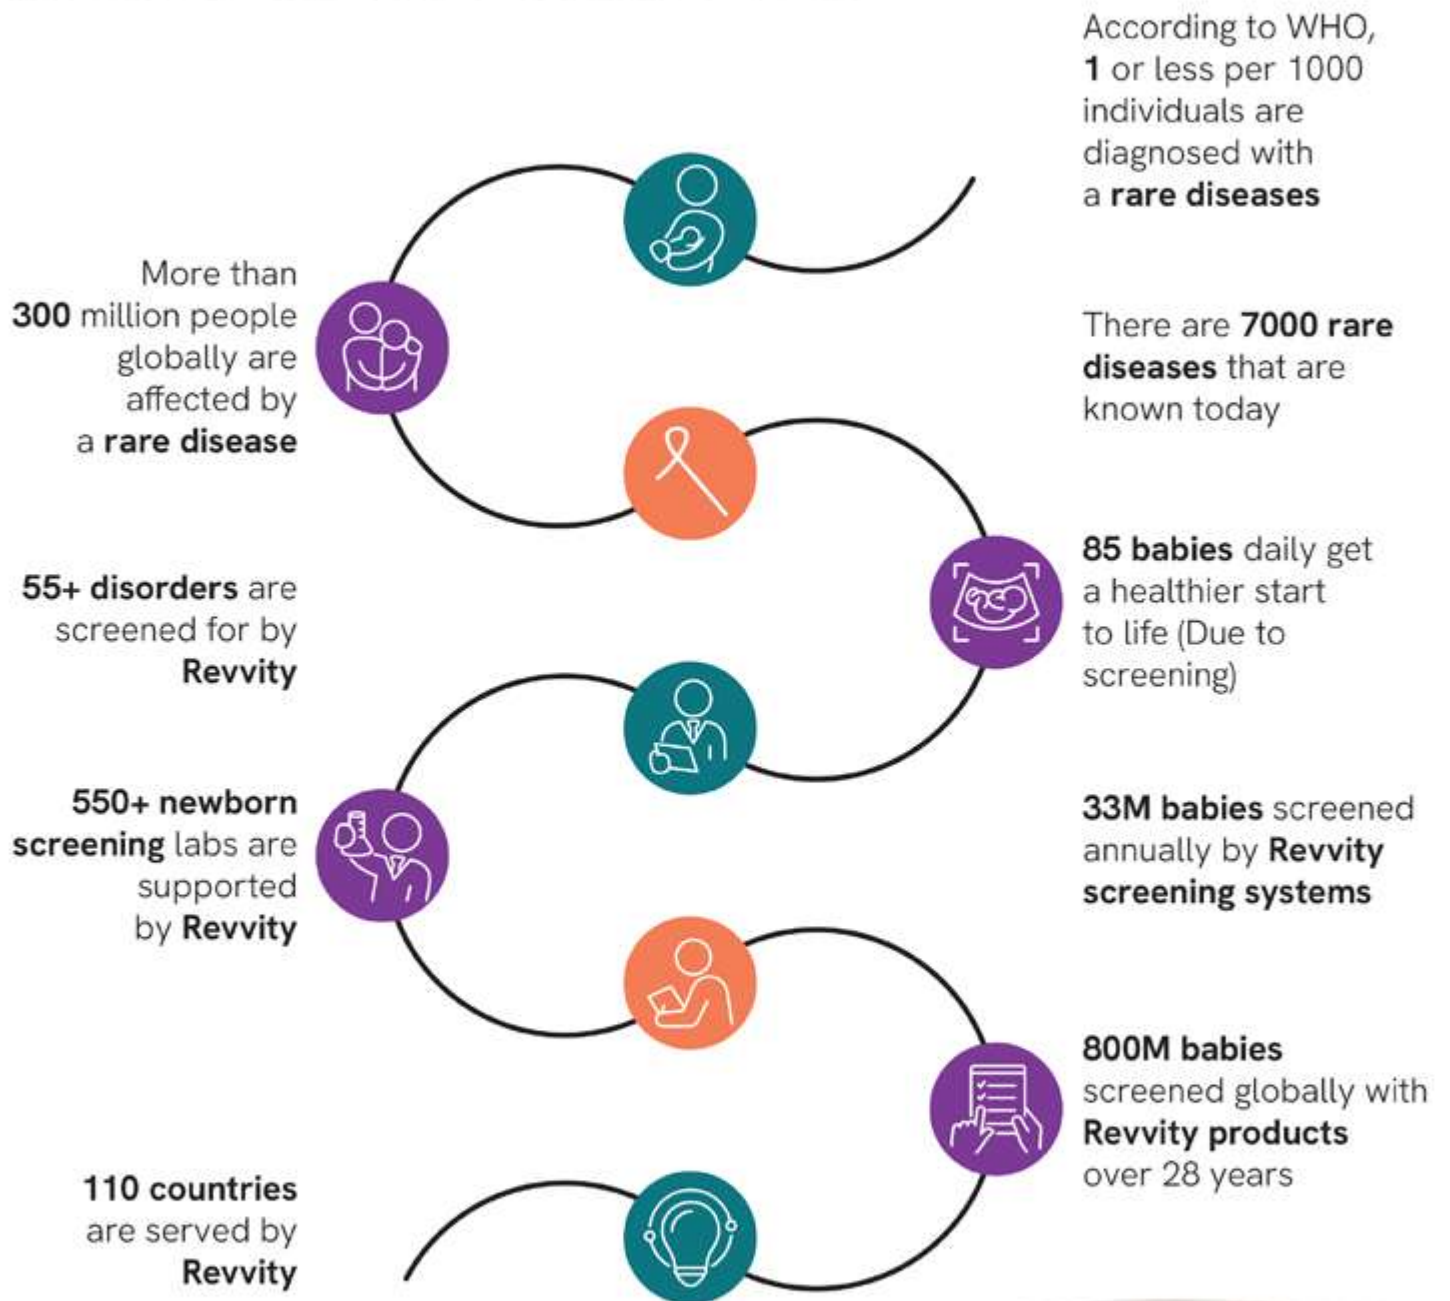 According to WHO,
1 or less per 1000
individuals are
diagnosed with
a rare diseases
More than
300 million people
globally are
affected by
a rare disease
There are 7000 rare
diseases that are
known today
85 babies daily get
a healthier start
to life (Due to
screening)
55+ disorders are
screened for by
Revvity
550+ newborn
screening labs are
supported
by Revvity
33M babies screened
annually by Revvity
screening systems
800M babies
screened globally with
Revvity products
over 28 years
110 countries
are served by
Revvity